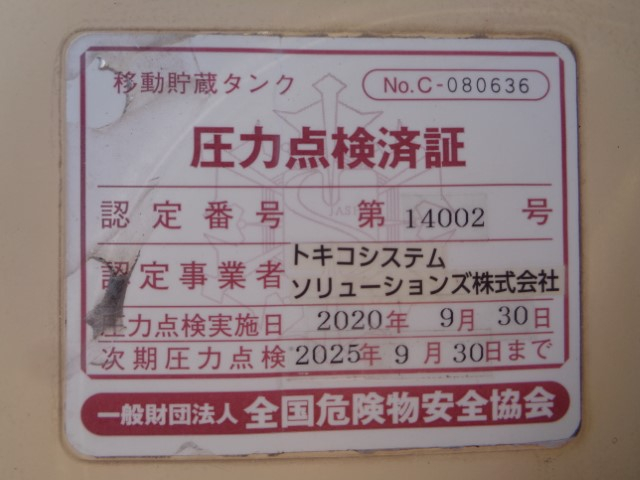 移動貯蔵タンク
No.C-080636
圧力点検済証
認定番号 第 14002 号
認定事業者 トキコシステム
ソリューションズ株式会社
圧力点検実施日 2020年 9月 30日
次期圧力点検 2025年 9月 30日まで
一般財団法人 全国危険物安全協会